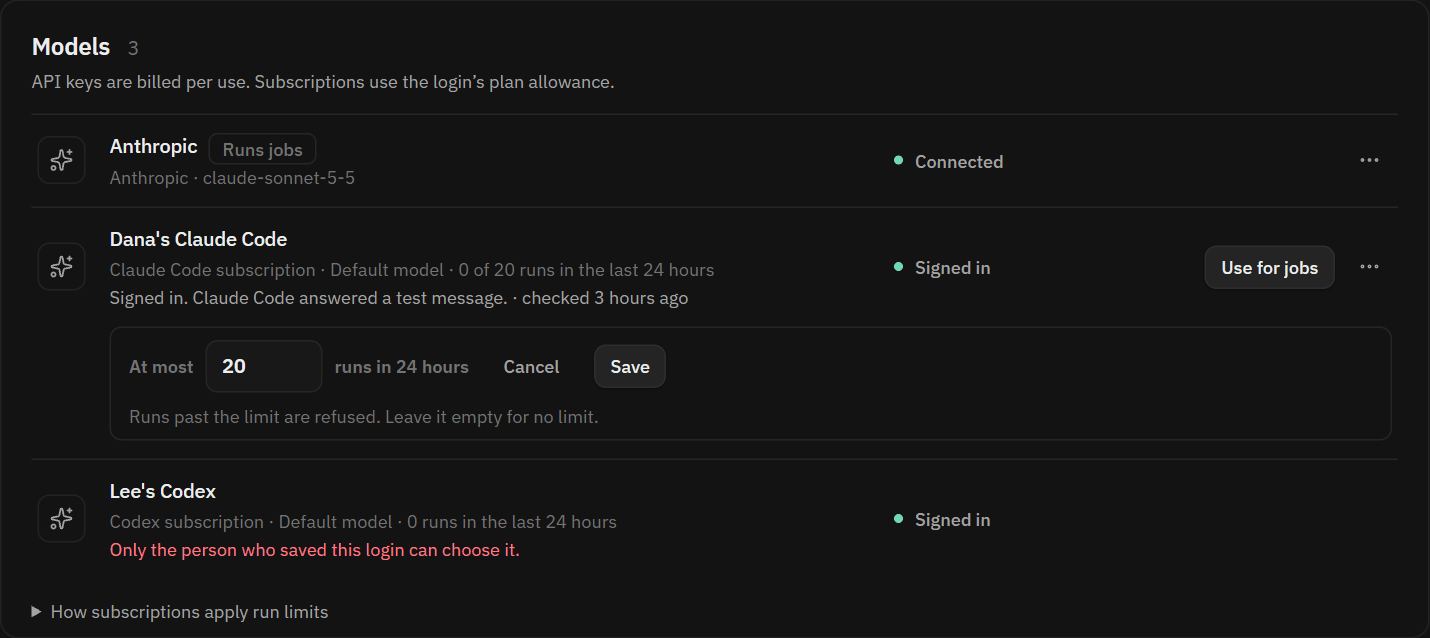 Models 3
API keys are billed per use. Subscriptions use the login’s plan allowance.
Anthropic Runs jobs
Anthropic · claude-sonnet-5-5
Connected
Dana's Claude Code
Claude Code subscription · Default model · 0 of 20 runs in the last 24 hours
Signed in. Claude Code answered a test message. · checked 3 hours ago
Signed in
Use for jobs
At most 20 runs in 24 hours Cancel Save
Runs past the limit are refused. Leave it empty for no limit.
Lee's Codex
Codex subscription · Default model · 0 runs in the last 24 hours
Only the person who saved this login can choose it.
Signed in
How subscriptions apply run limits